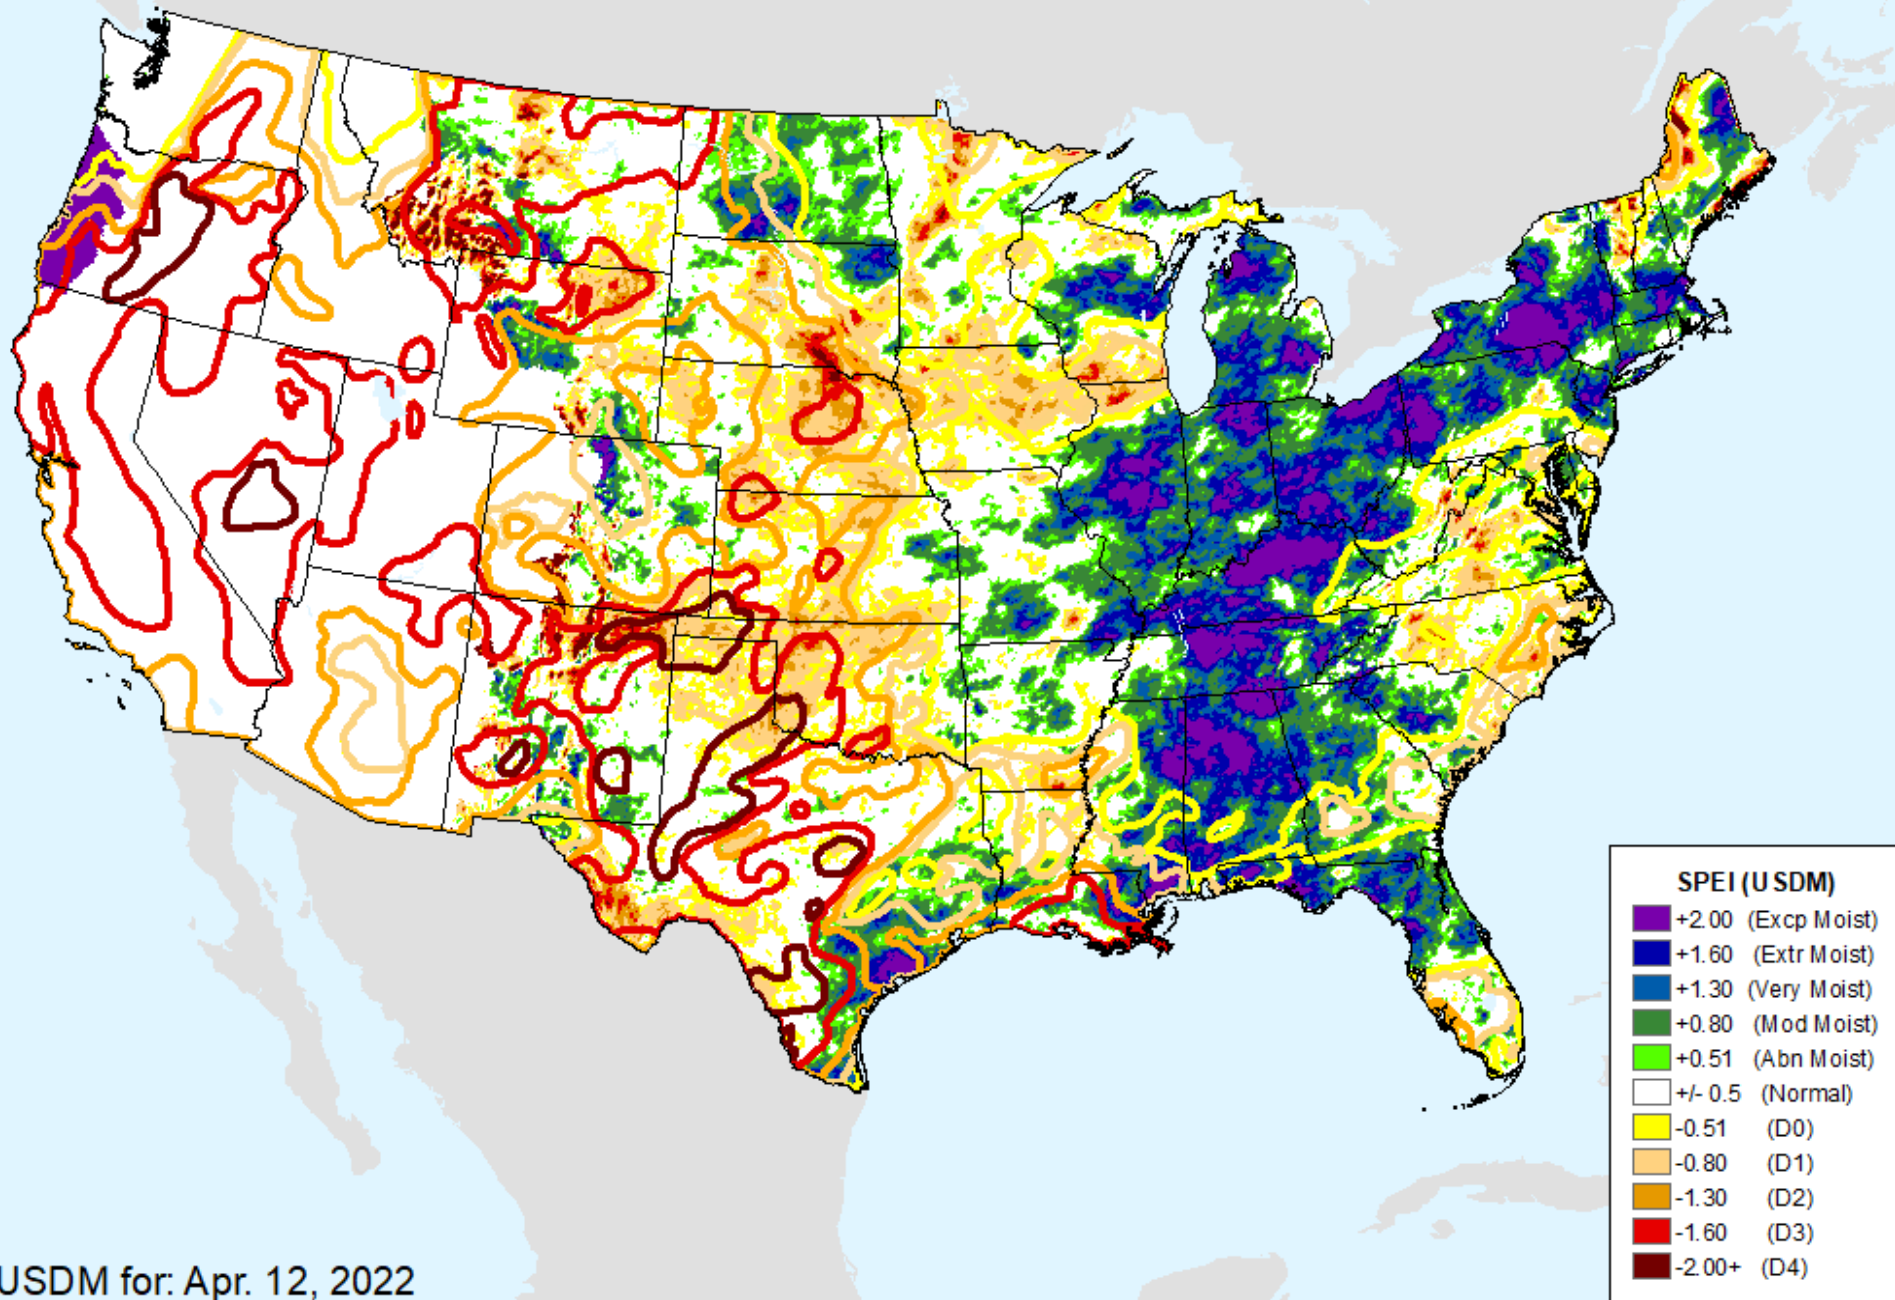 SPEI (USDM)
+2.00 (Excp Moist)
+1.60 (Extr Moist)
+1.30 (Very Moist)
+0.80 (Mod Moist)
+0.51 (Abn Moist)
+/- 0.5 (Normal)
-0.51 (D0)
-0.80 (D1)
-1.30 (D2)
-1.60 (D3)
-2.00+ (D4)
USDM for: Apr. 12, 2022